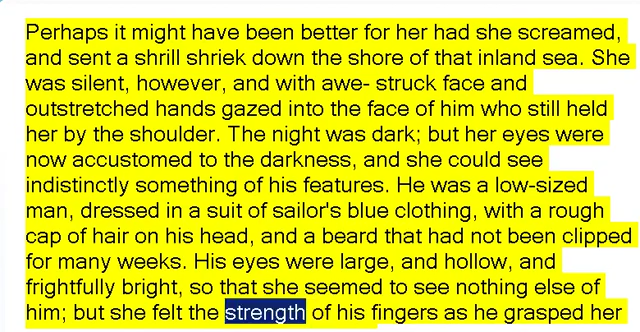 Perhaps it might have been better for her had she screamed,
and sent a shrill shriek down the shore of that inland sea. She
was silent, however, and with awe- struck face and
outstretched hands gazed into the face of him who still held
her by the shoulder. The night was dark; but her eyes were
now accustomed to the darkness, and she could see
indistinctly something of his features. He was a low-sized
man, dressed in a suit of sailor's blue clothing, with a rough
cap of hair on his head, and a beard that had not been clipped
for many weeks. His eyes were large, and hollow, and
frightfully bright, so that she seemed to see nothing else of
him; but she felt the strength of his fingers as he grasped her